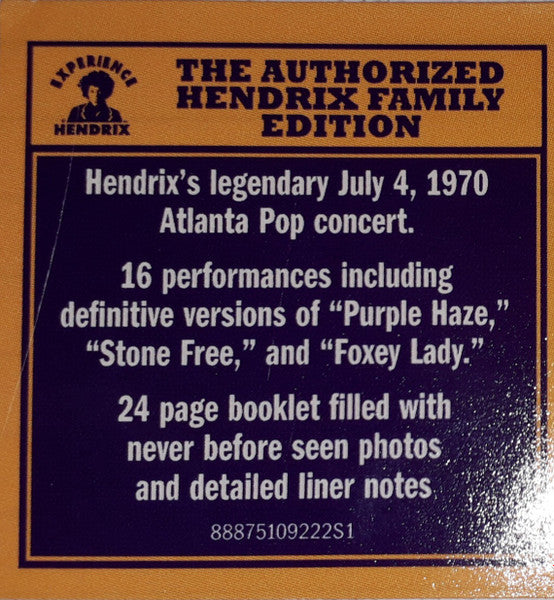 EXPERIENCE
HENDRIX
THE AUTHORIZED
HENDRIX FAMILY
EDITION
Hendrix's legendary July 4, 1970
Atlanta Pop concert.
16 performances including
definitive versions of “Purple Haze,”
“Stone Free,” and “Foxey Lady.”
24 page booklet filled with
never before seen photos
and detailed liner notes
88875109222S1